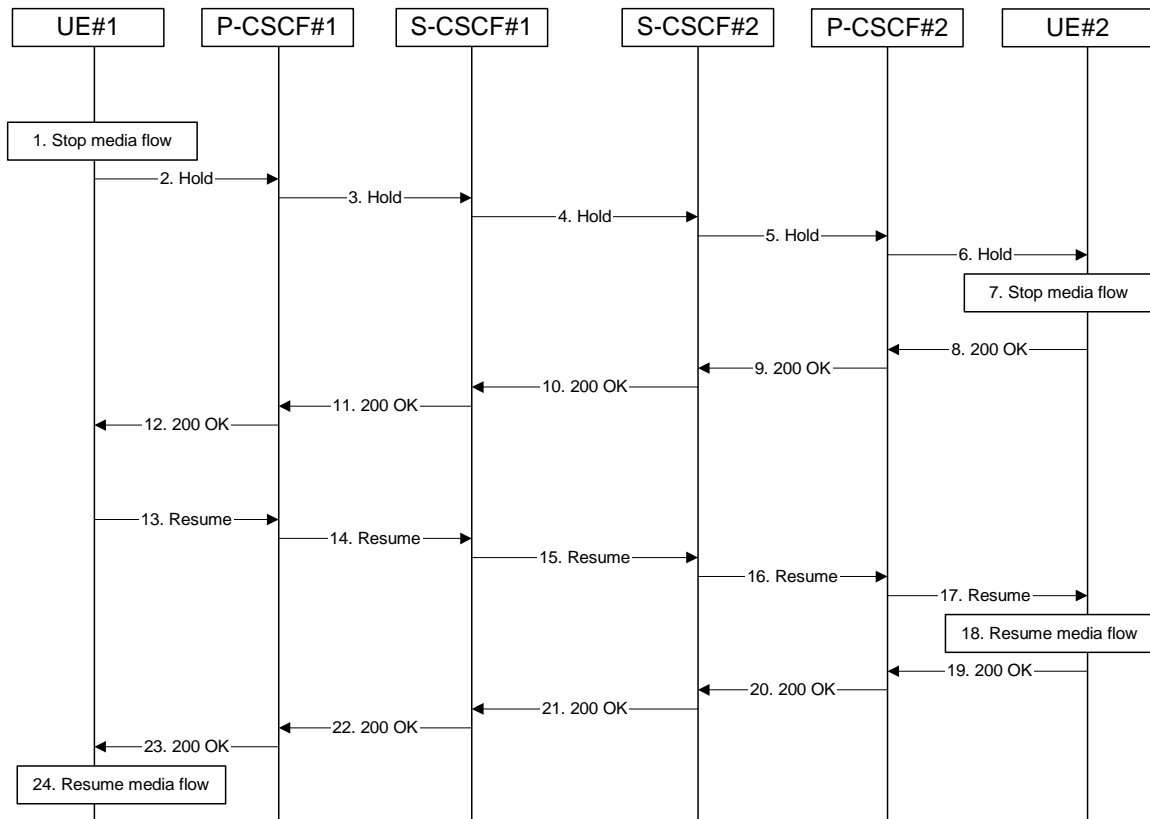 UE#1
P-CSCF#1
S-CSCF#1
S-CSCF#2
P-CSCF#2
UE#2
1. Stop media flow
2. Hold
3. Hold
4. Hold
5. Hold
6. Hold
7. Stop media flow
8. 200 OK
9. 200 OK
10. 200 OK
11. 200 OK
12. 200 OK
13. Resume
14. Resume
15. Resume
16. Resume
17. Resume
18. Resume media flow
19. 200 OK
20. 200 OK
21. 200 OK
22. 200 OK
23. 200 OK
24. Resume media flow